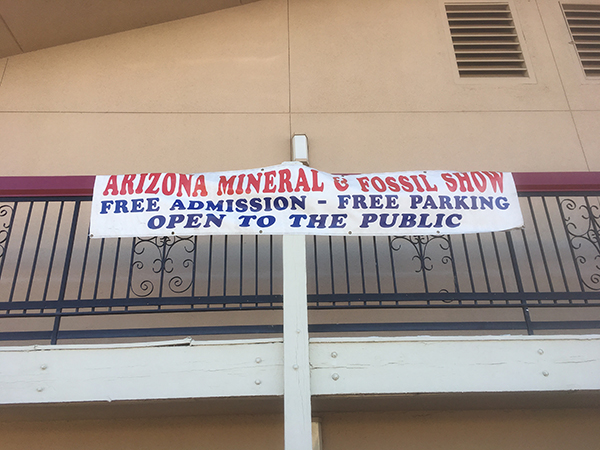 ARIZONA MINERAL & FOSSIL SHOW
FREE ADMISSION - FREE PARKING
OPEN TO THE PUBLIC